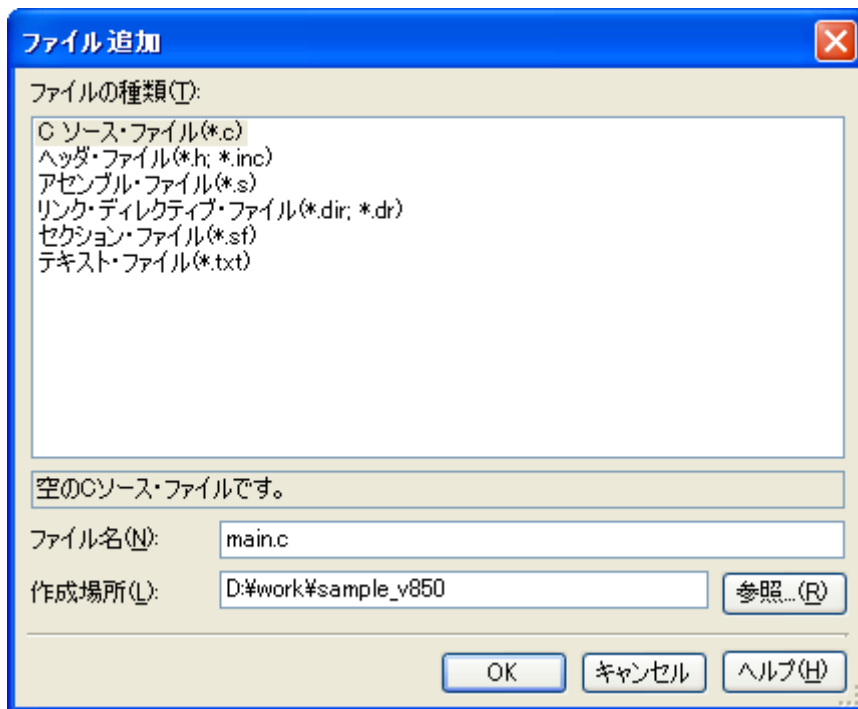 ファイル追加
ファイルの種類(T):
C ソース・ファイル(*.c)
ヘッダ・ファイル(*.h; *.inc)
アセンブル・ファイル(*.s)
リンク・ディレクティブ・ファイル(*.dir; *.dr)
セクション・ファイル(*.sf)
テキスト・ファイル(*.txt)
空のCソース・ファイルです。
ファイル名(N): main.c
作成場所(L): D:¥work¥sample_v850 参照...(R)
OK キャンセル ヘルプ(H)